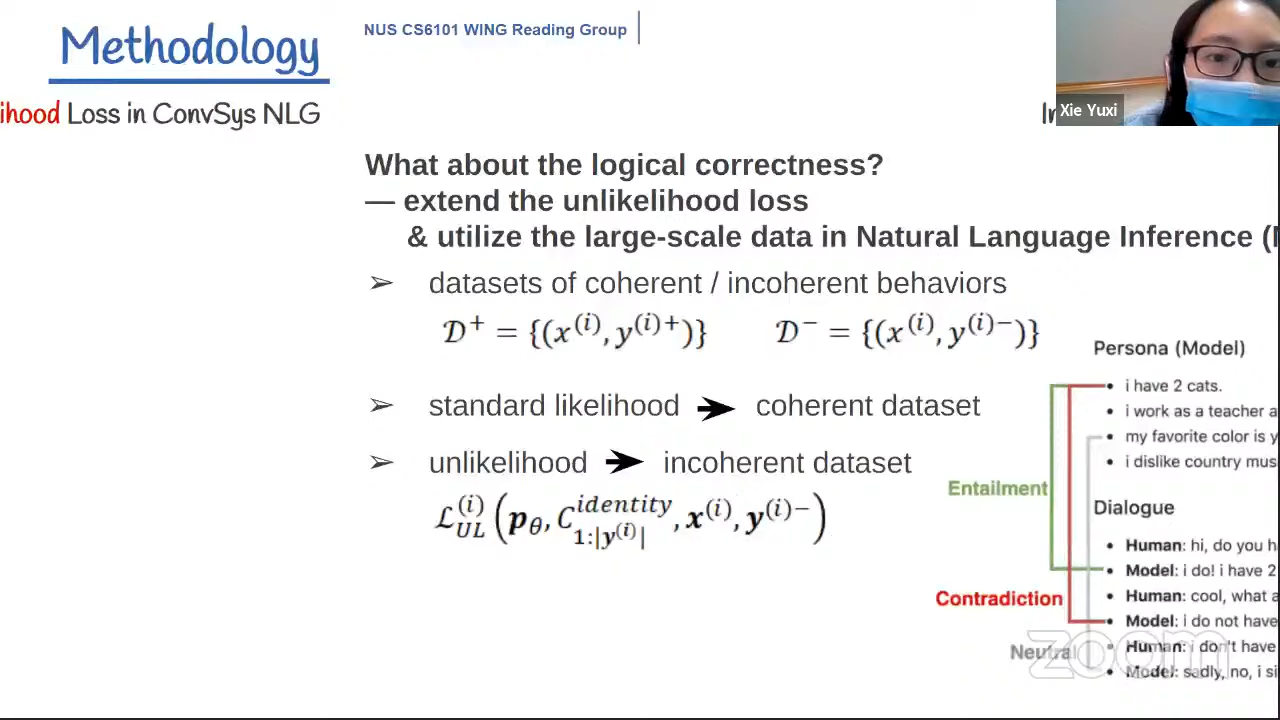 Methodology
NUS CS6101 WING Reading Group
ihood Loss in ConvSys NLG
Xie Yuxi
What about the logical correctness?
— extend the unlikelihood loss
& utilize the large-scale data in Natural Language Inference (
➢ datasets of coherent / incoherent behaviors
𝒟⁺ = {(x⁽ⁱ⁾, y⁽ⁱ⁾⁺)} 𝒟⁻ = {(x⁽ⁱ⁾, y⁽ⁱ⁾⁻)}
➢ standard likelihood ➤ coherent dataset
➢ unlikelihood ➤ incoherent dataset
ℒ_{UL}^{(i)} (p_θ, C_{1:|y^{(i)}|}^{identity}, x^{(i)}, y^{(i)−})
Persona (Model)
• i have 2 cats.
• i work as a teacher a
• my favorite color is y
• i dislike country mus
Entailment
Dialogue
• Human: hi, do you h
• Model: i do! i have 2
• Human: cool, what a
Contradiction
• Model: i do not have
• Human: i don't have
Neutral
• Model: sadly, no, i si
zoom